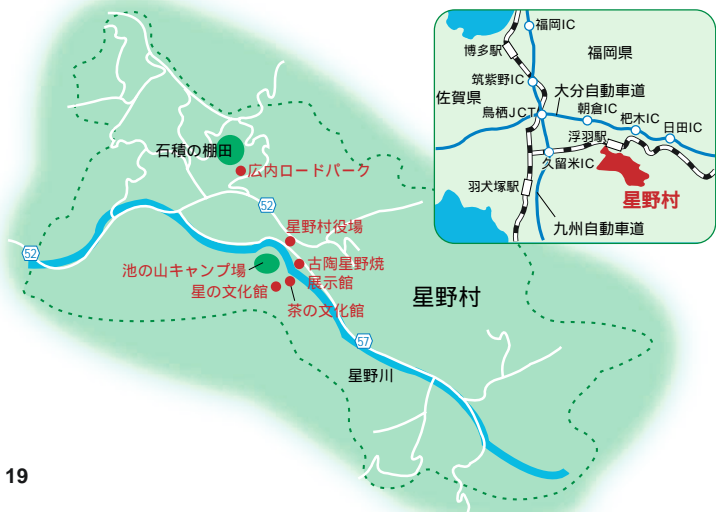 福岡IC
博多駅
福岡県
筑紫野IC
佐賀県
大分自動車道
鳥栖JCT
朝倉IC
杷木IC
日田IC
浮羽駅
久留米IC
羽犬塚駅
星野村
九州自動車道
石積の棚田
広内ロードパーク
52
星野村役場
52
池の山キャンプ場
古陶星野焼
展示館
星の文化館
茶の文化館
星野村
57
星野川
19